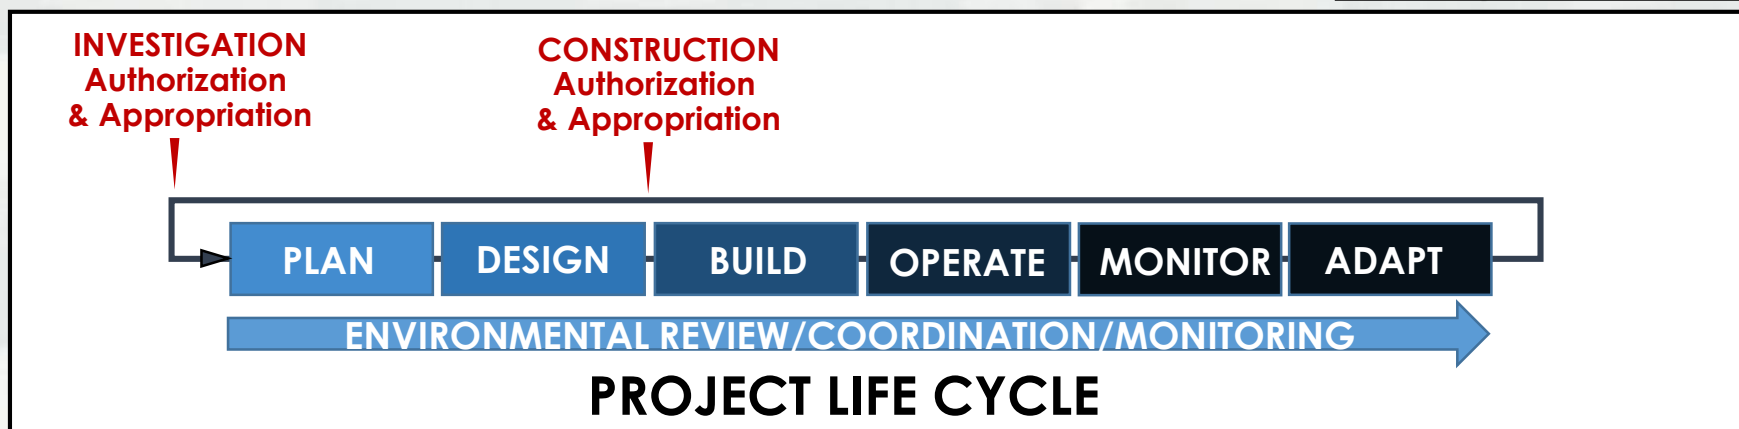 INVESTIGATION
Authorization
& Appropriation
CONSTRUCTION
Authorization
& Appropriation
PLAN
DESIGN
BUILD
OPERATE
MONITOR
ADAPT
ENVIRONMENTAL REVIEW/COORDINATION/MONITORING
PROJECT LIFE CYCLE